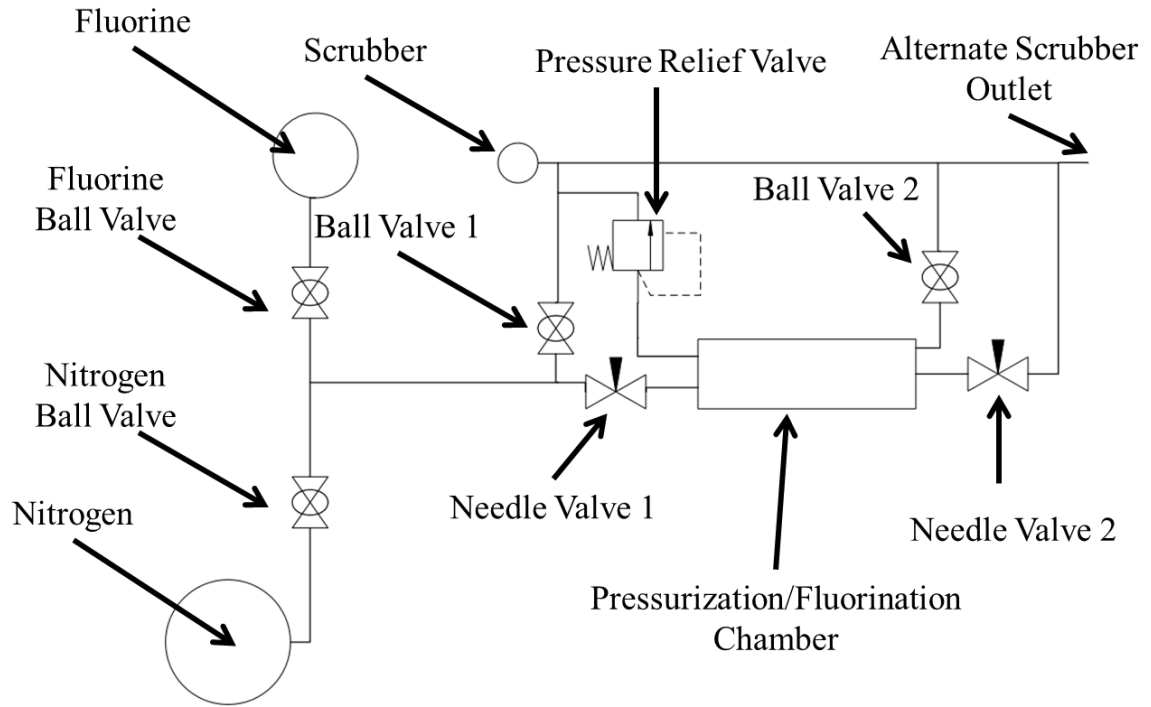 Fluorine
Scrubber
Pressure Relief Valve
Alternate Scrubber
Outlet
Fluorine
Ball Valve
Ball Valve 1
Ball Valve 2
Nitrogen
Ball Valve
Nitrogen
Needle Valve 1
Needle Valve 2
Pressurization/Fluorination
Chamber